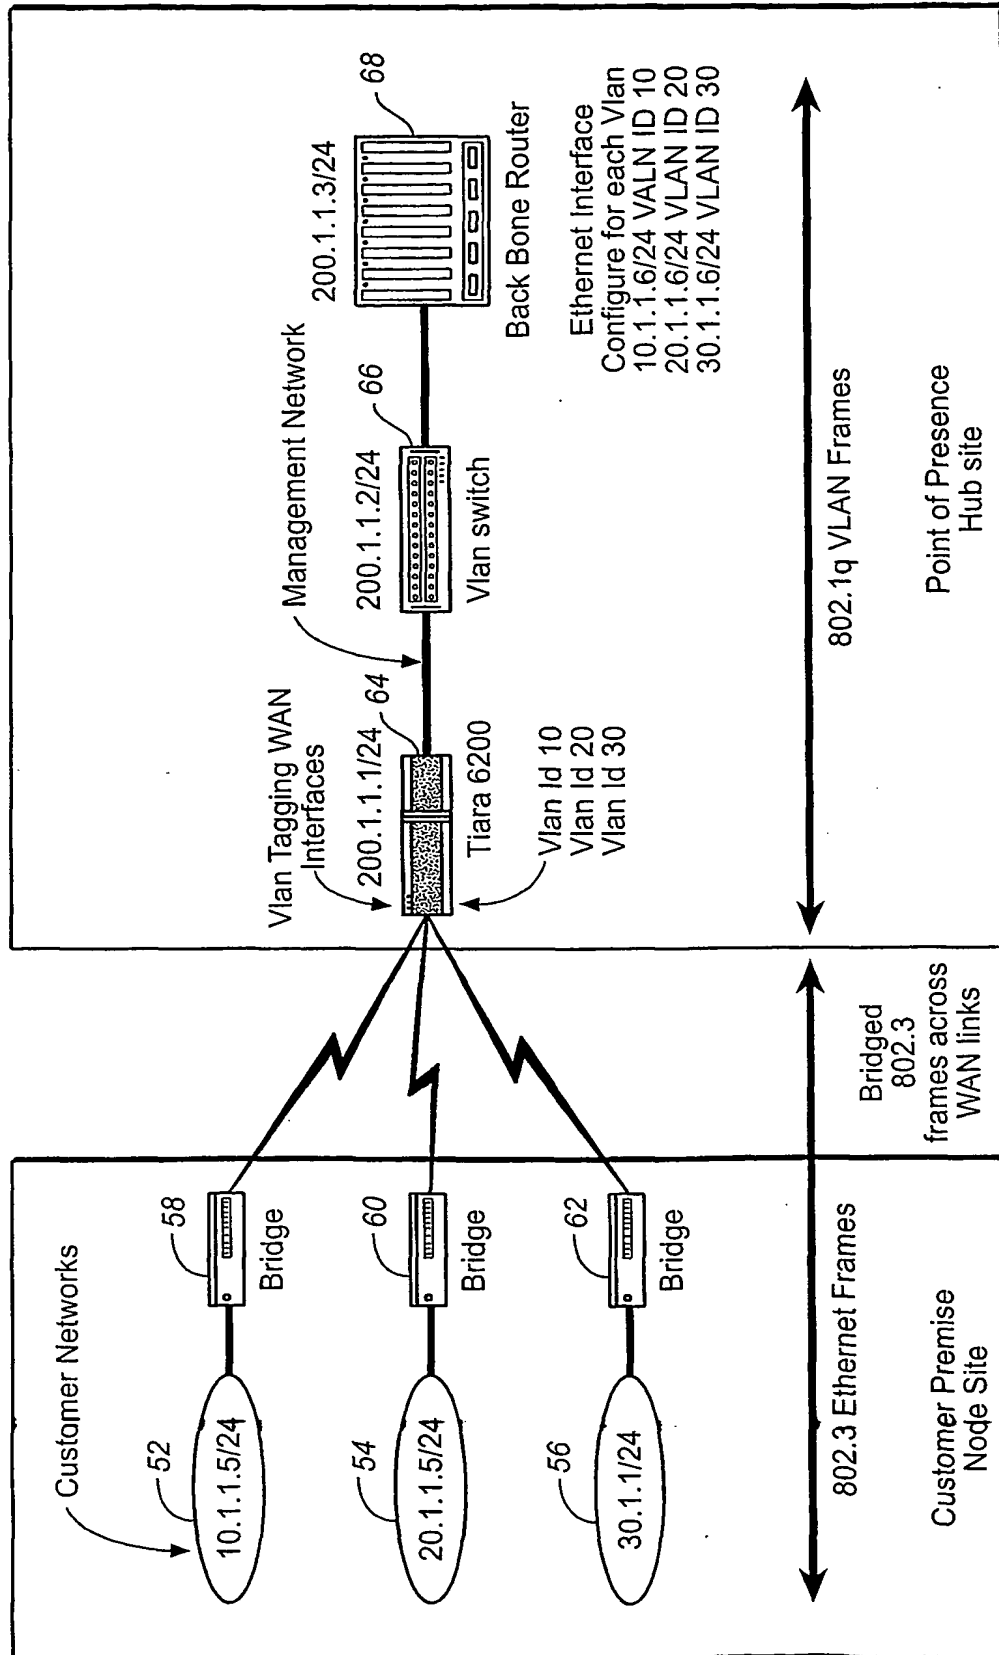 Customer Networks
52
10.1.1.5/24
58
Bridge
54
20.1.1.5/24
60
Bridge
56
30.1.1/24
62
Bridge
802.3 Ethernet Frames
Customer Premise
Node Site
Bridged
802.3
frames across
WAN links
Vlan Tagging WAN
Interfaces
200.1.1.1/24
64
Tiara 6200
Vlan Id 10
Vlan Id 20
Vlan Id 30
Management Network
200.1.1.2/24
66
Vlan switch
200.1.1.3/24
68
Back Bone Router
Ethernet Interface
Configure for each Vlan
10.1.1.6/24 VALN ID 10
20.1.1.6/24 VLAN ID 20
30.1.1.6/24 VLAN ID 30
802.1q VLAN Frames
Point of Presence
Hub site